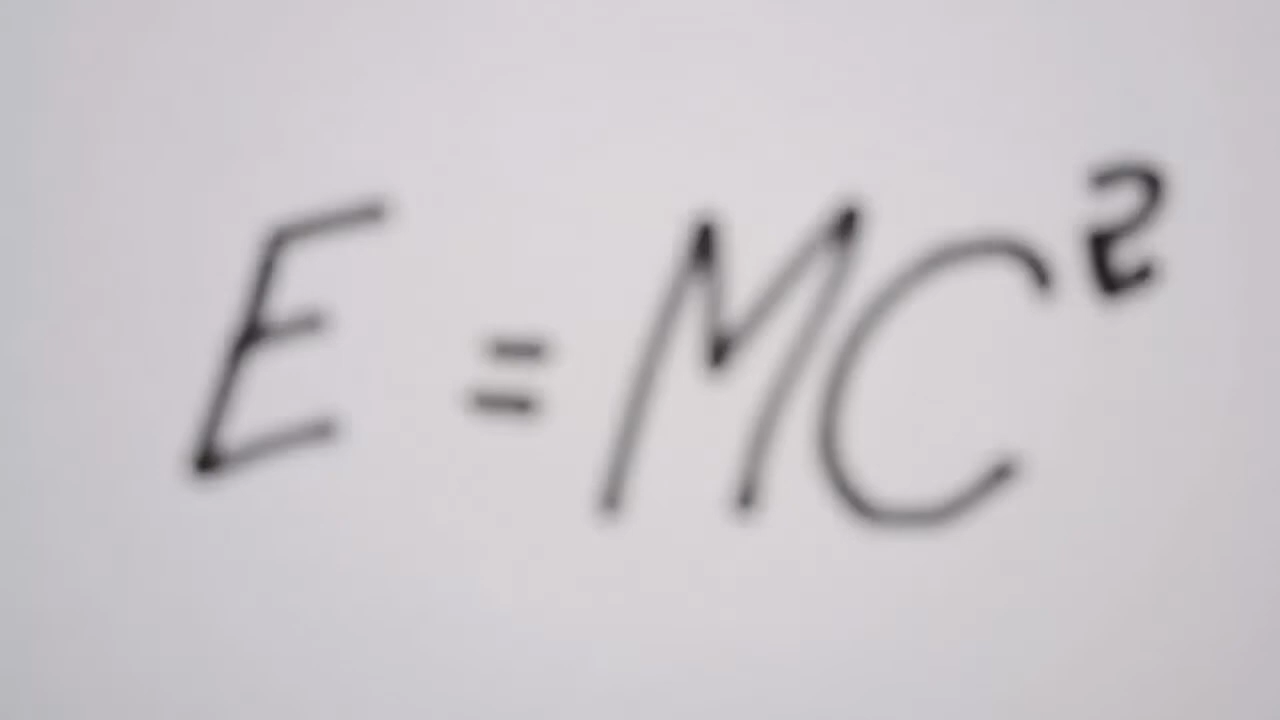 E = MC²